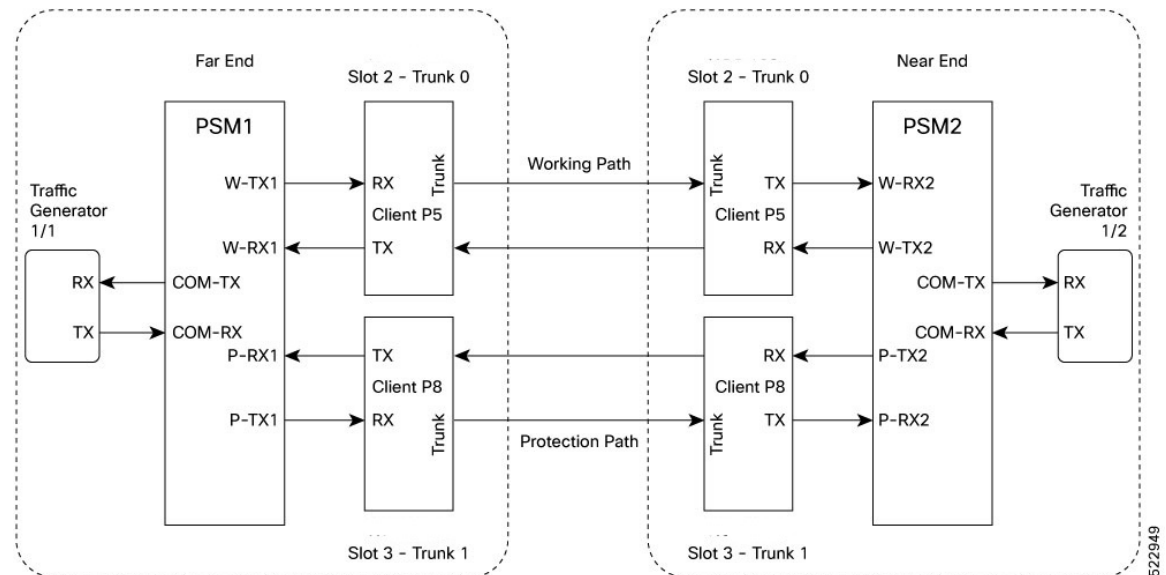 Far End
Slot 2 - Trunk 0
PSM1
W-TX1
RX
Trunk
Client P5
W-RX1
TX
Traffic
Generator
1/1
RX
COM-TX
TX
COM-RX
P-RX1
TX
Client P8
P-TX1
RX
Trunk
Slot 3 - Trunk 1
Working Path
Protection Path
Slot 2 - Trunk 0
Near End
Trunk
TX
Client P5
RX
PSM2
W-RX2
W-TX2
Traffic
Generator
1/2
COM-TX
RX
COM-RX
TX
RX
P-TX2
Client P8
Trunk
TX
P-RX2
Slot 3 - Trunk 1
522949